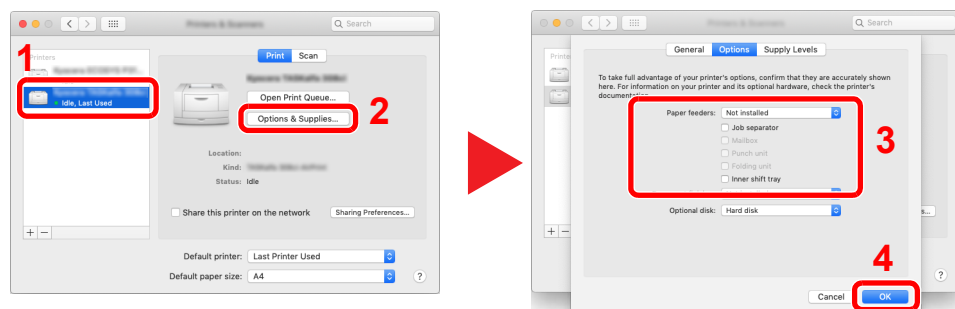 Search
1
Printers
Idle, Last Used
Print Scan
Open Print Queue...
2
Options & Supplies...
Location:
Kind:
Status: Idle
Share this printer on the network
Sharing Preferences...
+ −
Default printer: Last Printer Used
Default paper size: A4
?
Search
General Options Supply Levels
To take full advantage of your printer's options, confirm that they are accurately shown
here. For information on your printer and its optional hardware, check the printer's
documentation.
Paper feeders: Not installed
Job separator
Mailbox
Punch unit
Folding unit
Inner shift tray
3
Optional disk: Hard disk
+ −
4
?
Cancel OK